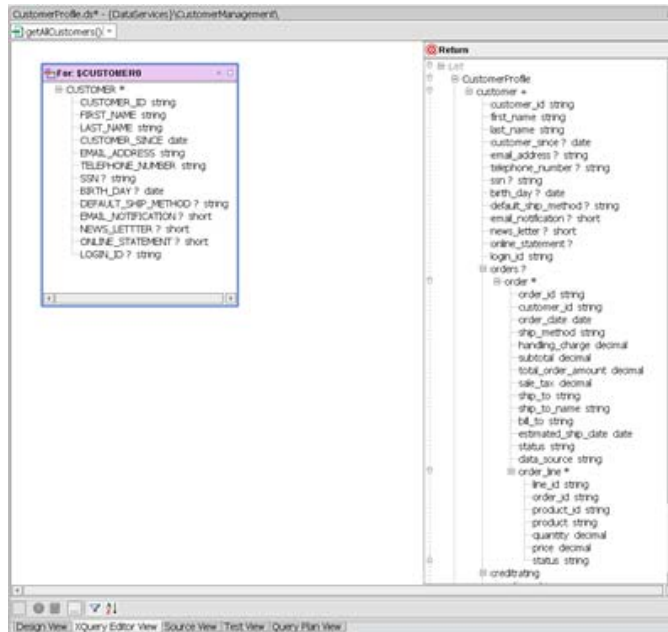 CustomerProfile.ds* - {DataServices}\CustomerManagement\
getAllCustomers()
For: $CUSTOMER0
CUSTOMER *
CUSTOMER_ID string
FIRST_NAME string
LAST_NAME string
CUSTOMER_SINCE date
EMAIL_ADDRESS string
TELEPHONE_NUMBER string
SSN ? string
BIRTH_DAY ? date
DEFAULT_SHIP_METHOD ? string
EMAIL_NOTIFICATION ? short
NEWS_LETTTER ? short
ONLINE_STATEMENT ? short
LOGIN_ID ? string
Return
List
CustomerProfile
customer +
customer_id string
first_name string
last_name string
customer_since ? date
email_address ? string
telephone_number ? string
ssn ? string
birth_day ? date
default_ship_method ? string
email_notification ? short
news_letter ? short
online_statement ?
login_id string
orders ?
order *
order_id string
customer_id string
order_date date
ship_method string
handling_charge decimal
subtotal decimal
total_order_amount decimal
sale_tax decimal
ship_to string
ship_to_name string
bill_to string
estimated_ship_date date
status string
data_source string
order_line *
line_id string
order_id string
product_id string
product string
quantity decimal
price decimal
status string
creditrating
Design View XQuery Editor View Source View Test View Query Plan View